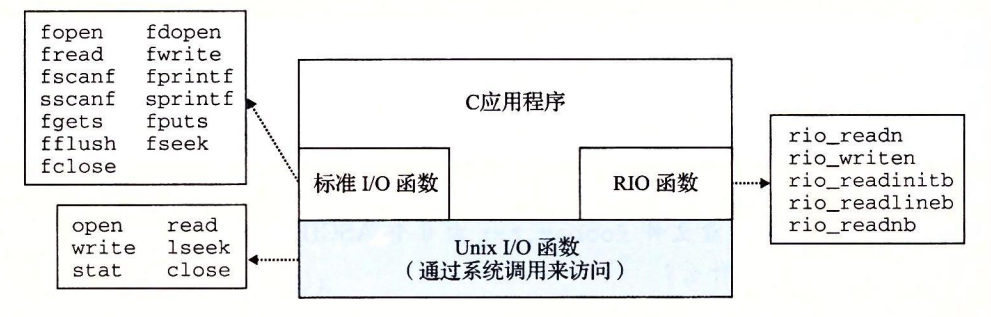 fopen fdopen
fread fwrite
fscanf fprintf
sscanf sprintf
fgets fputs
fflush fseek
fclose
C应用程序
标准 I/O 函数
RIO 函数
rio_readn
rio_writen
rio_readinitb
rio_readlineb
rio_readnb
open read
write lseek
stat close
Unix I/O 函数
（通过系统调用来访问）